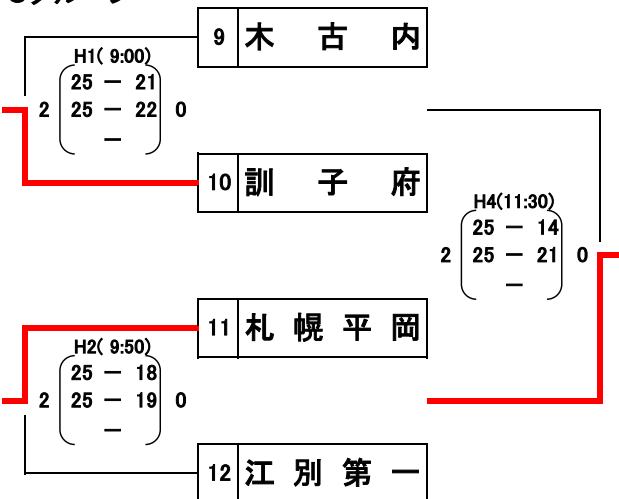 9 木古内
H1( 9:00)
25 ー 21
2 25 ー 22 0
ー
10 訓子府
H4(11:30)
25 ー 14
2 25 ー 21 0
ー
11 札幌平岡
H2( 9:50)
25 ー 18
2 25 ー 19 0
ー
12 江別第一